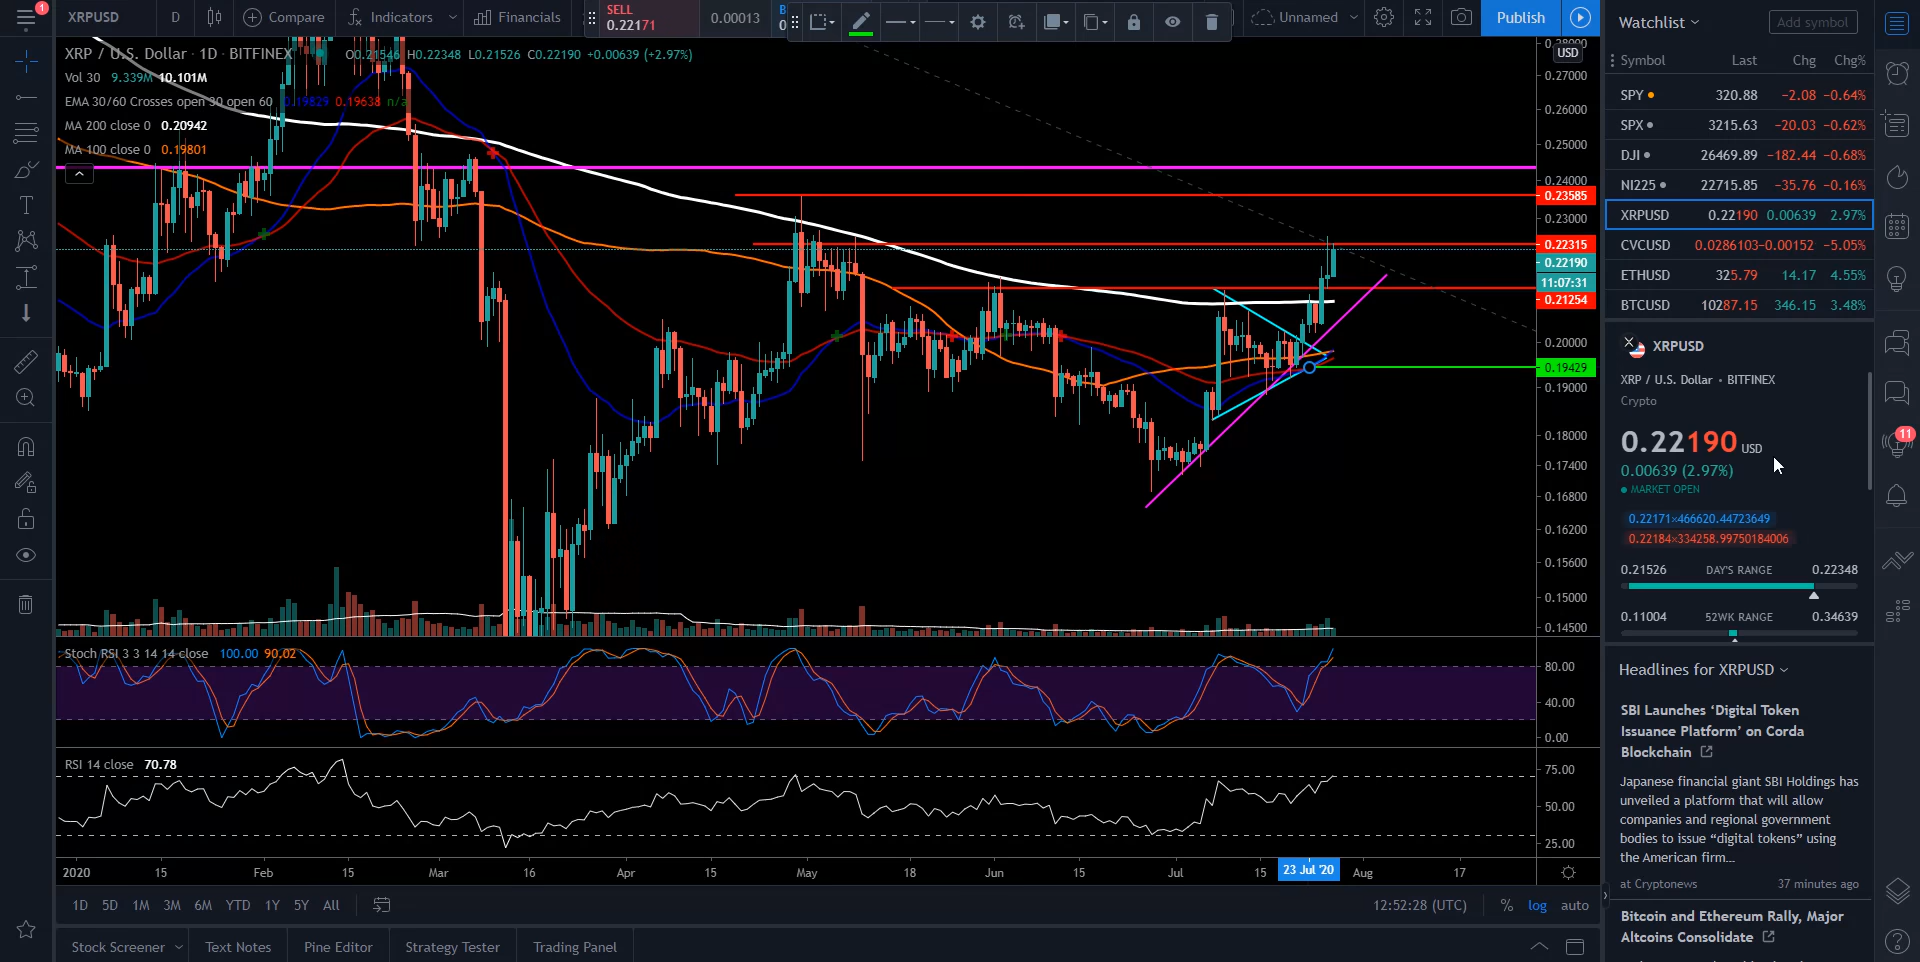 1
XRPUSD
D
Compare
Indicators
Financials
SELL
0.22171
0.00013
B
0
Unnamed
Publish
Watchlist
Add symbol
XRP / U.S. Dollar · 1D · BITFINEX
O0.21546 H0.22348 L0.21526 C0.22190 +0.00639 (+2.97%)
Vol 30 9.339M 10.101M
EMA 30/60 Crosses open 30 open 60 0.19829 0.19638 n/a
MA 200 close 0 0.20942
MA 100 close 0 0.19801
0.28000
USD
0.27000
0.26000
0.25000
0.24000
0.23585
0.23000
0.22315
0.22190
11:07:31
0.21254
0.20000
0.19429
0.19000
0.18000
0.17400
0.16800
0.16200
0.15600
0.15000
0.14500
Stoch RSI 3 3 14 14 close 100.00 90.02
80.00
40.00
0.00
RSI 14 close 70.78
75.00
50.00
25.00
2020 15 Feb 15 Mar 16 Apr 15 May 18 Jun 15 Jul 15 23 Jul '20 Aug 17
1D 5D 1M 3M 6M YTD 1Y 5Y All
12:52:28 (UTC) % log auto
Stock Screener Text Notes Pine Editor Strategy Tester Trading Panel
Symbol Last Chg Chg%
SPY 320.88 −2.08 −0.64%
SPX 3215.63 −20.03 −0.62%
DJI 26469.89 −182.44 −0.68%
NI225 22715.85 −35.76 −0.16%
XRPUSD 0.22190 0.00639 2.97%
CVCUSD 0.0286103 −0.00152 −5.05%
ETHUSD 325.79 14.17 4.55%
BTCUSD 10287.15 346.15 3.48%
XRPUSD
XRP / U.S. Dollar • BITFINEX
Crypto
0.22190 USD
0.00639 (2.97%)
MARKET OPEN
0.22171×466620.44723649
0.22184×334258.99750184006
0.21526 DAY'S RANGE 0.22348
0.11004 52WK RANGE 0.34639
Headlines for XRPUSD
SBI Launches ‘Digital Token
Issuance Platform’ on Corda
Blockchain
Japanese financial giant SBI Holdings has
unveiled a platform that will allow
companies and regional government
bodies to issue “digital tokens” using
the American firm...
at Cryptonews 37 minutes ago
Bitcoin and Ethereum Rally, Major
Altcoins Consolidate
11